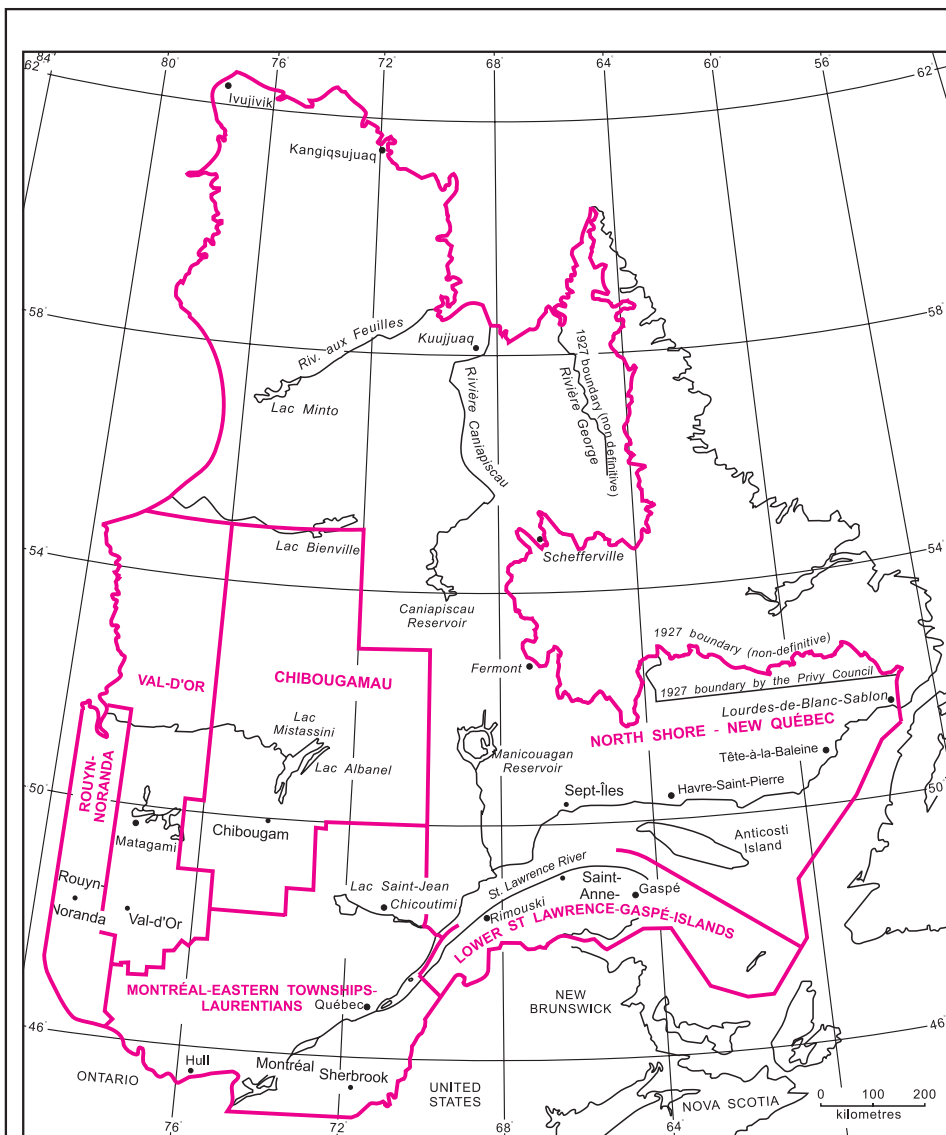 84°
80°
76°
72°
68°
64°
60°
56°
62°
62°
Ivujivik
Kangiqsujuaq
58°
58°
Riv. aux Feuilles
Kuujjuaq
1927 boundary (non definitive)
Rivière George
Rivière Caniapiscau
Lac Minto
Lac Bienville
Schefferville
54°
54°
Caniapiscau
Reservoir
1927 boundary (non-definitive)
Fermont
1927 boundary by the Privy Council
VAL-D'OR
CHIBOUGAMAU
Lourdes-de-Blanc-Sablon
Lac
Mistassini
NORTH SHORE - NEW QUÉBEC
Manicouagan
Reservoir
Tête-à-la-Baleine
Lac Albanel
ROUYN-
NORANDA
50°
50°
Sept-Îles
Havre-Saint-Pierre
Chibougam
Matagami
Anticosti
Island
St. Lawrence River
Lac Saint-Jean
Saint-
Anne-
Gaspé
Rouyn-
Noranda
Chicoutimi
Val-d'Or
Rimouski
LOWER ST LAWRENCE-GASPÉ-ISLANDS
MONTRÉAL-EASTERN TOWNSHIPS-
LAURENTIANS
Québec
NEW
BRUNSWICK
46°
46°
Hull
Montréal
Sherbrook
ONTARIO
UNITED
STATES
NOVA SCOTIA
0 100 200
kilometres
76°
72°
68°
64°